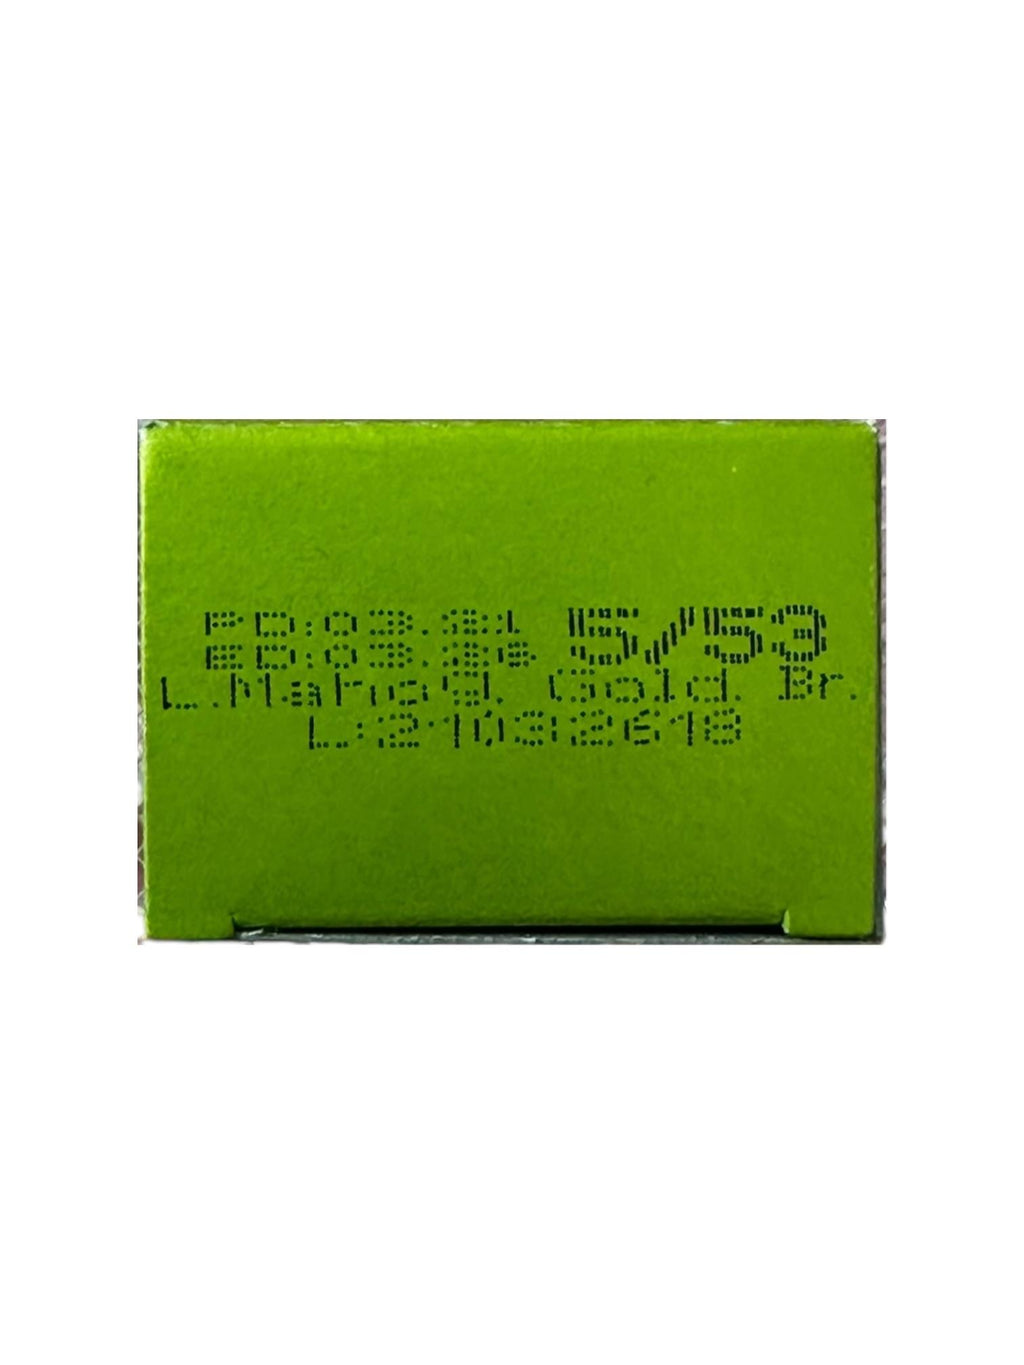 PD:03.21 5/53
ED:03.
L.Mahog. Gold. Br.
L:21032618